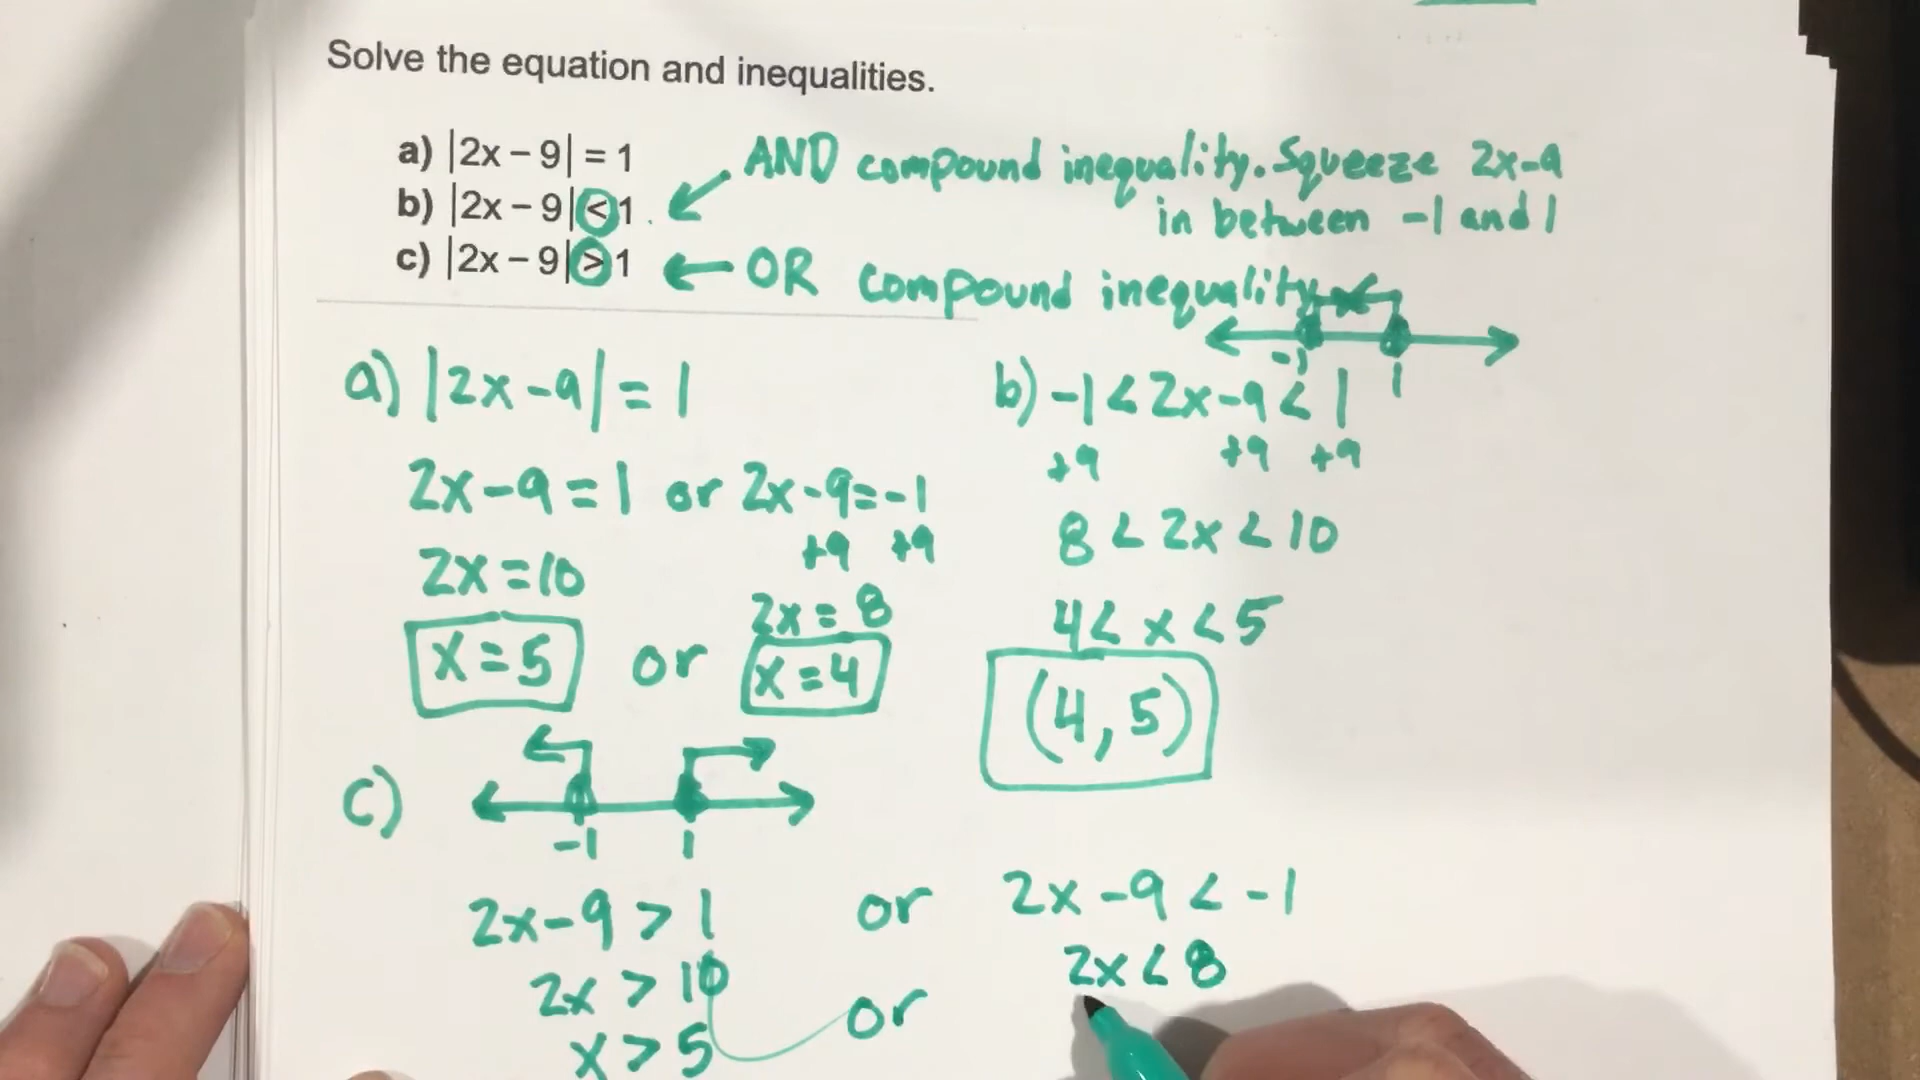 Solve the equation and inequalities.
a) |2x − 9| = 1
AND compound inequality. Squeeze 2x-9
b) |2x − 9| < 1
in between -1 and 1
c) |2x − 9| > 1
OR compound inequality
-1 1
a) |2x-9| = 1
2x-9=1 or 2x-9=-1
+9 +9
2x=10
2x=8
x=5 or x=4
b) -1<2x-9<1
+9 +9 +9
8<2x<10
4<x<5
(4,5)
c)
-1 1
2x-9>1 or 2x-9<-1
2x>10 2x<8
x>5 or